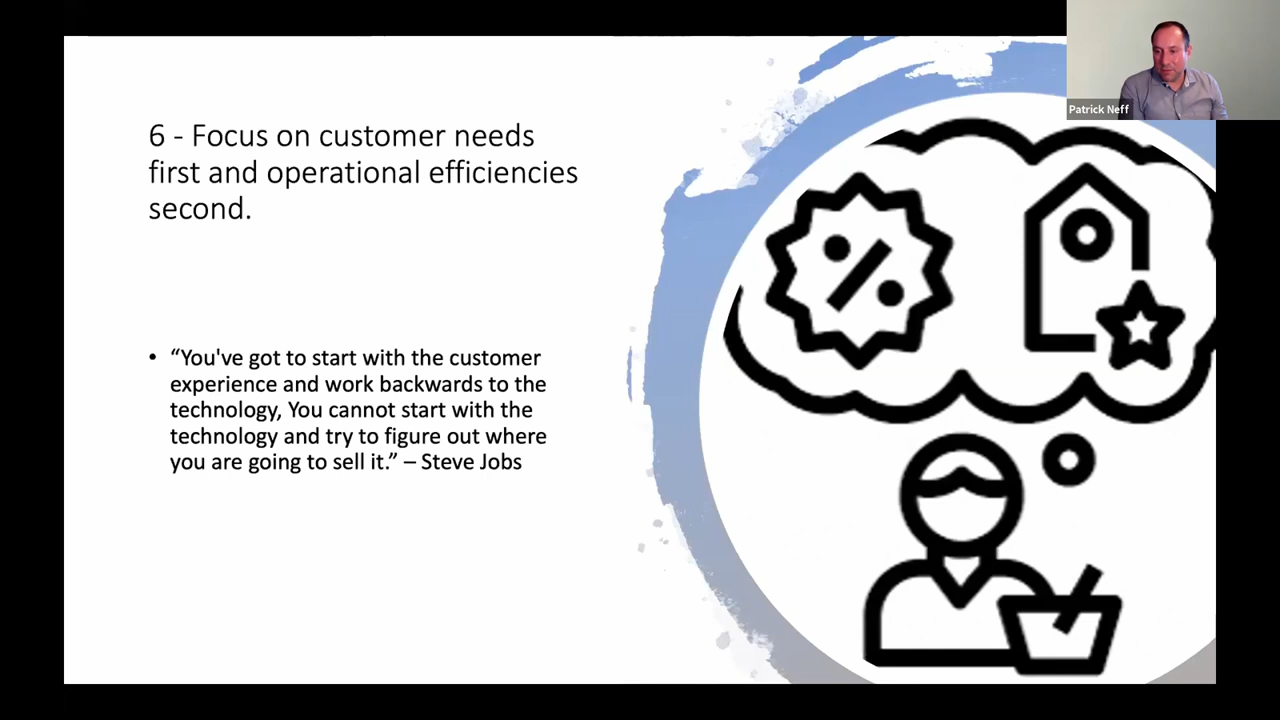 6 - Focus on customer needs
first and operational efficiencies
second.
• “You've got to start with the customer
experience and work backwards to the
technology, You cannot start with the
technology and try to figure out where
you are going to sell it.” – Steve Jobs
Patrick Neff
%